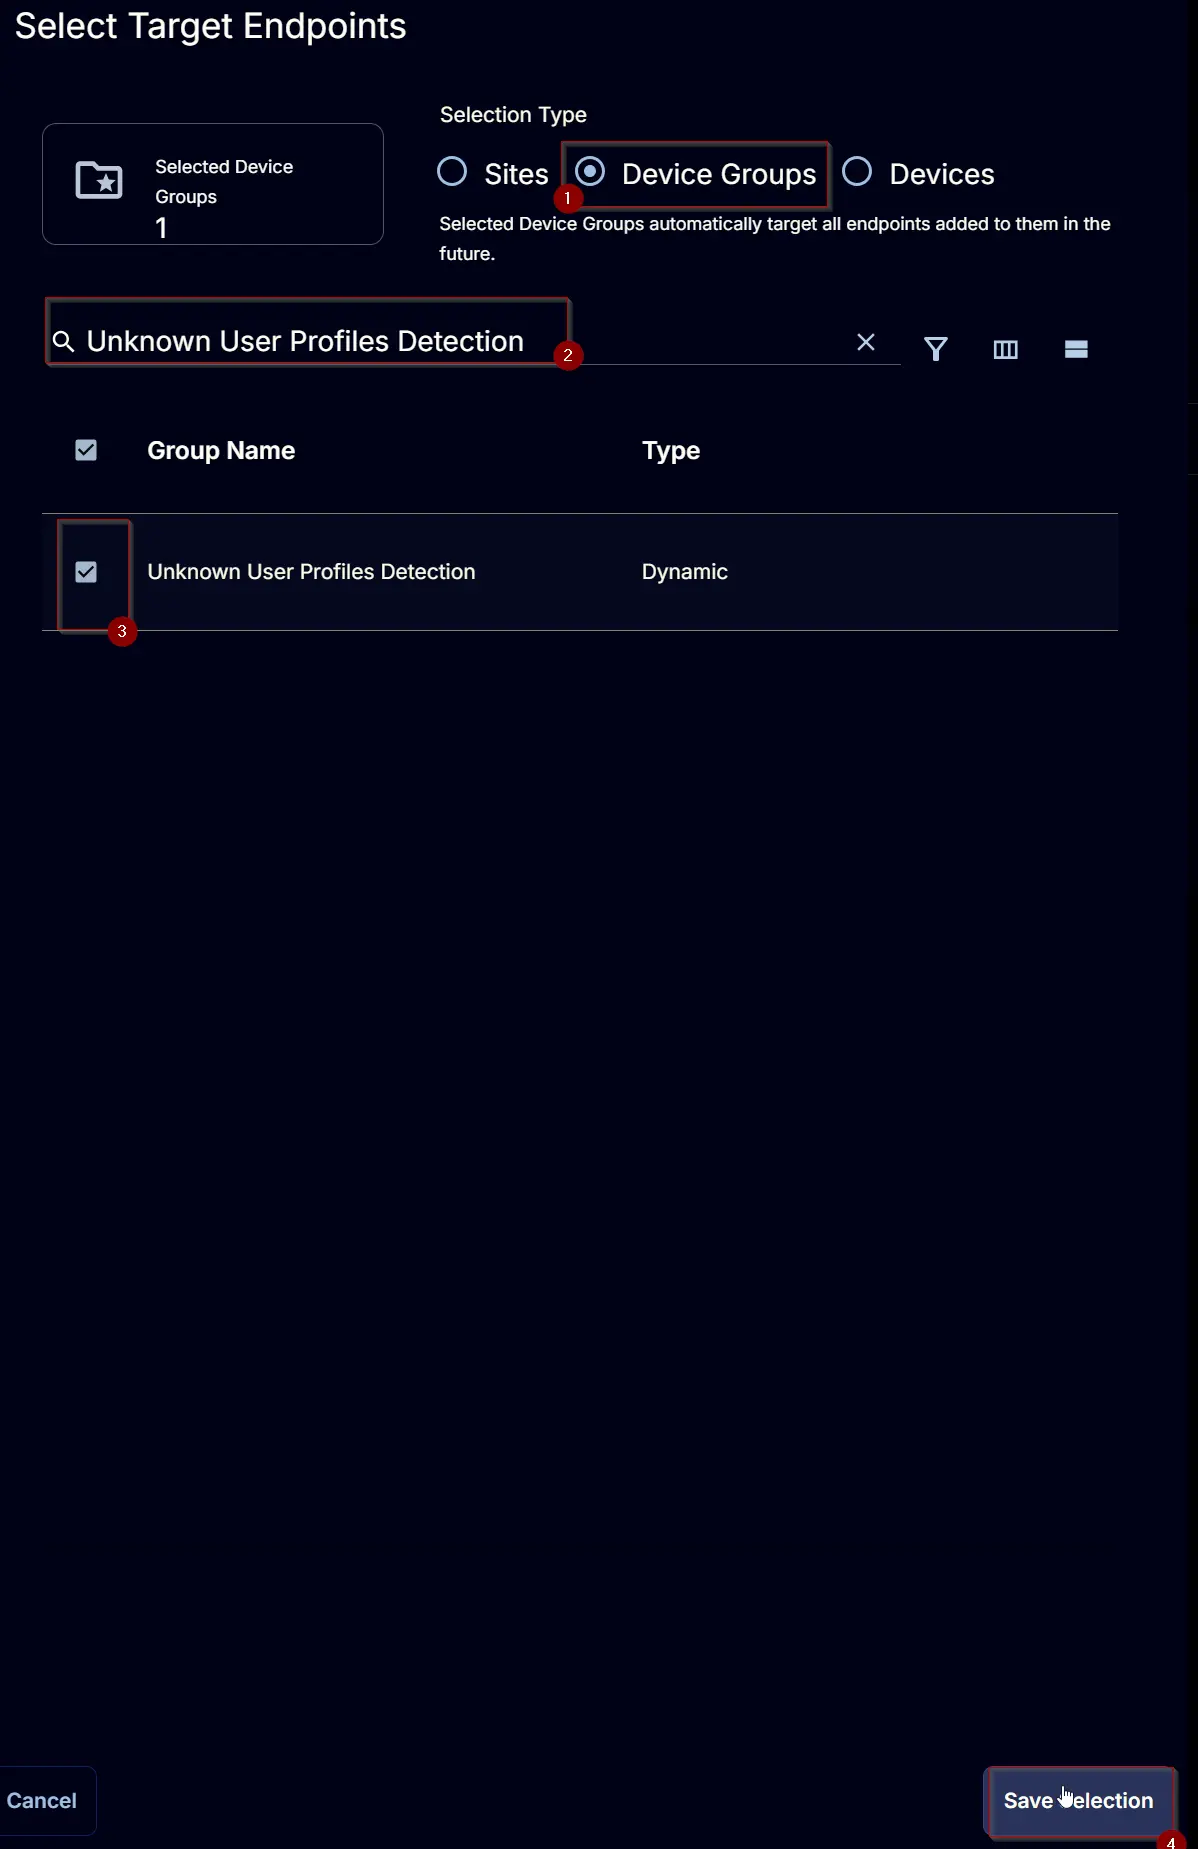 Select Target Endpoints
Selected Device
Groups
1
Selection Type
Sites
Device Groups
Devices
1
Selected Device Groups automatically target all endpoints added to them in the
future.
Unknown User Profiles Detection
2
Group Name Type
Unknown User Profiles Detection Dynamic
3
Cancel
Save Selection
4